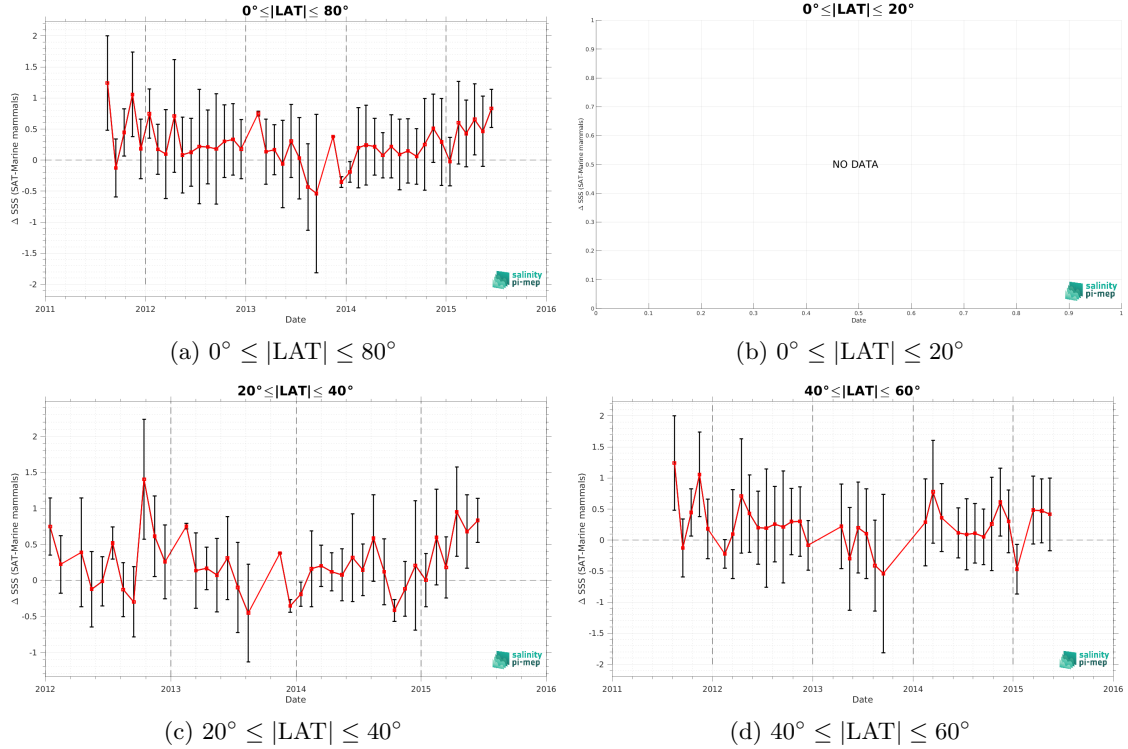 0°≤|LAT|≤ 80°
Δ SSS (SAT-Marine mammals)
2
1.5
1
0.5
0
-0.5
-1
-1.5
-2
2011 2012 2013 2014 2015 2016
Date
salinity
pi-mep
(a) 0° ≤ |LAT| ≤ 80°
0°≤|LAT|≤ 20°
Δ SSS (SAT-Marine mammals)
1
0.9
0.8
0.7
0.6
0.5
0.4
0.3
0.2
0.1
0
NO DATA
0 0.1 0.2 0.3 0.4 0.5 0.6 0.7 0.8 0.9 1
Date
salinity
pi-mep
(b) 0° ≤ |LAT| ≤ 20°
20°≤|LAT|≤ 40°
Δ SSS (SAT-Marine mammals)
2
1.5
1
0.5
0
-0.5
-1
2012 2013 2014 2015 2016
Date
salinity
pi-mep
(c) 20° ≤ |LAT| ≤ 40°
40°≤|LAT|≤ 60°
Δ SSS (SAT-Marine mammals)
2
1.5
1
0.5
0
-0.5
-1
-1.5
-2
2011 2012 2013 2014 2015 2016
Date
salinity
pi-mep
(d) 40° ≤ |LAT| ≤ 60°